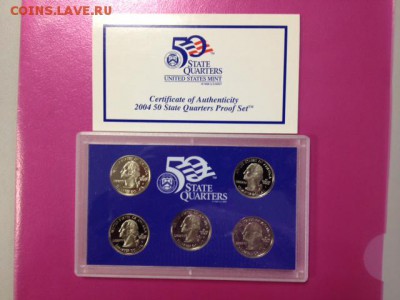 COINS.LAVE.RU
50
STATE
QUARTERS
UNITED STATES MINT
Certificate of Authenticity
2004 50 State Quarters Proof Set™
50
STATE
QUARTERS